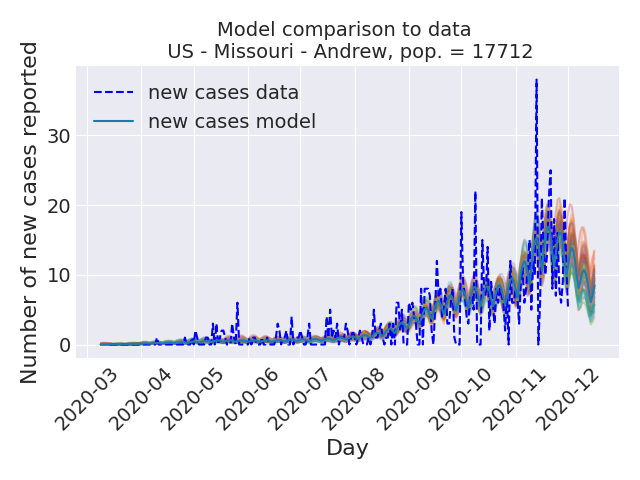 Model comparison to data
US - Missouri - Andrew, pop. = 17712
Number of new cases reported
new cases data
new cases model
30
20
10
0
2020-03
2020-04
2020-05
2020-06
2020-07
2020-08
2020-09
2020-10
2020-11
2020-12
Day